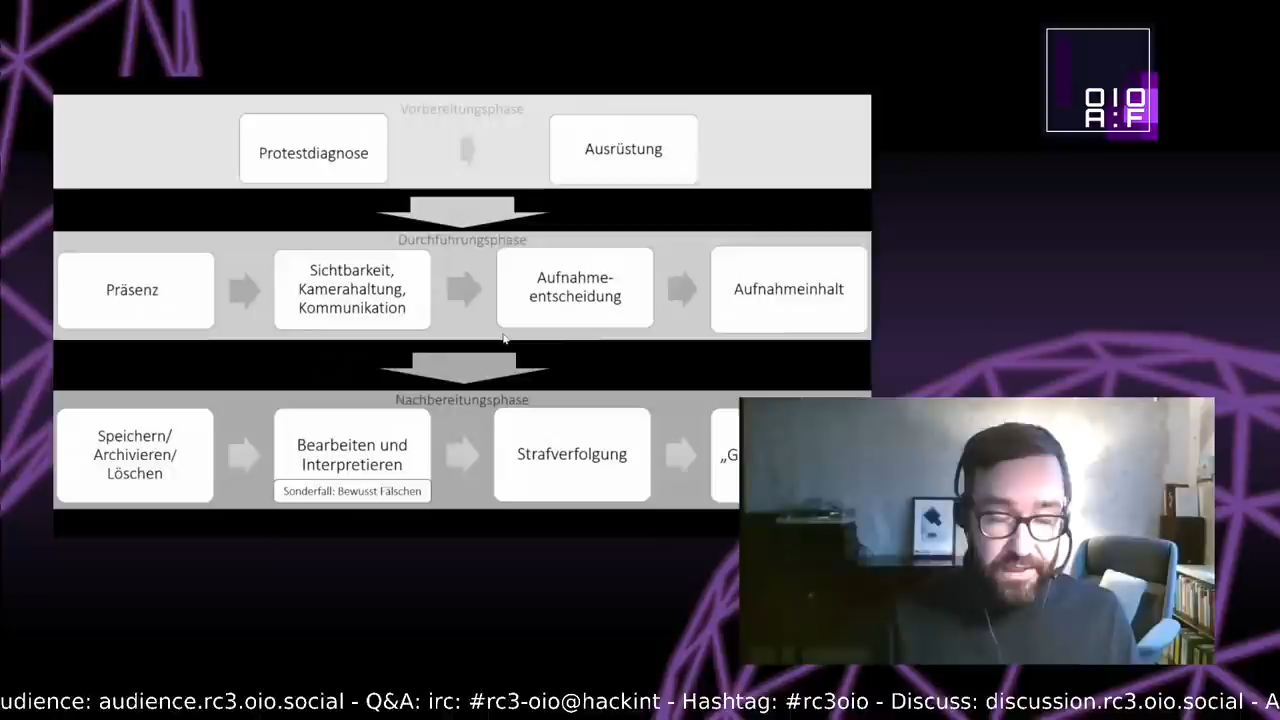 O|O
A:F
Vorbereitungsphase
Protestdiagnose
Ausrüstung
Durchführungsphase
Präsenz
Sichtbarkeit,
Kamerahaltung,
Kommunikation
Aufnahme-
entscheidung
Aufnahmeinhalt
Nachbereitungsphase
Speichern/
Archivieren/
Löschen
Bearbeiten und
Interpretieren
Sonderfall: Bewusst Fälschen
Strafverfolgung
„G
udience: audience.rc3.oio.social - Q&A: irc: #rc3-oio@hackint - Hashtag: #rc3oio - Discuss: discussion.rc3.oio.social - A